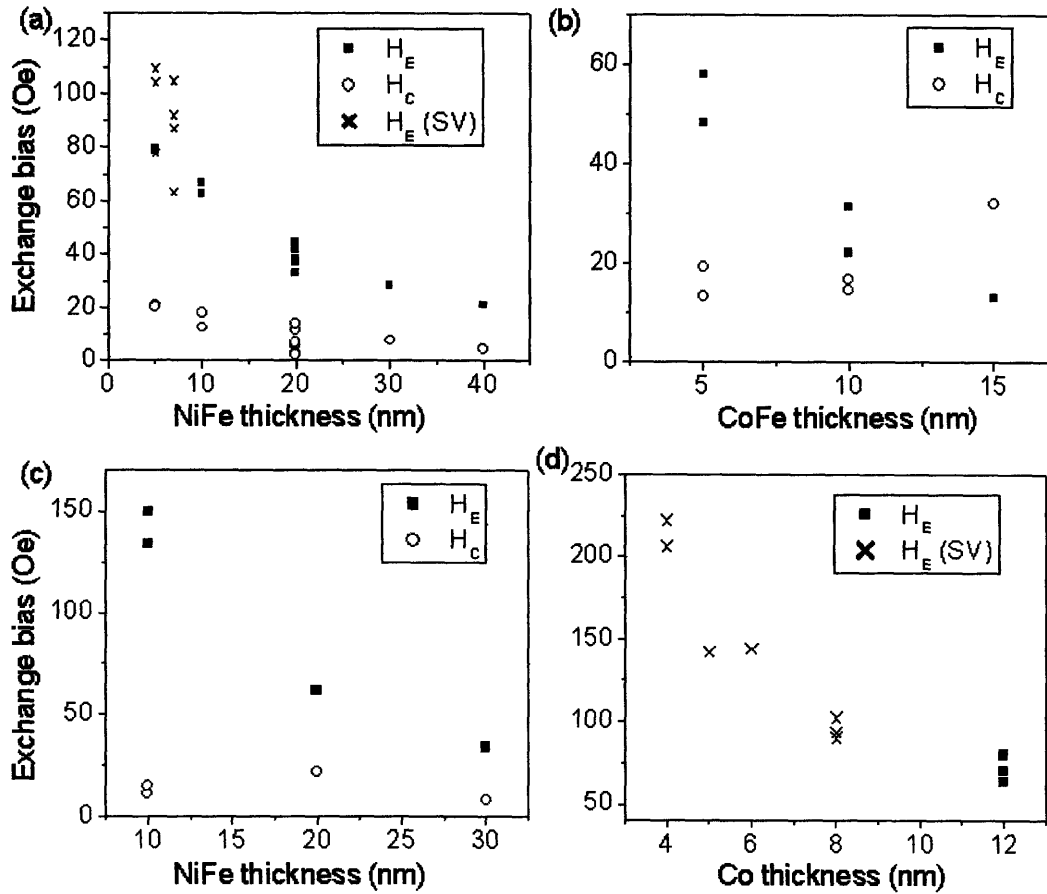 (a)
120
100
80
60
40
20
0
Exchange bias (Oe)
H_E
H_C
H_E (SV)
0 10 20 30 40
NiFe thickness (nm)
(b)
60
40
20
0
H_E
H_C
5 10 15
CoFe thickness (nm)
(c)
150
100
50
0
Exchange bias (Oe)
H_E
H_C
10 15 20 25 30
NiFe thickness (nm)
(d)
250
200
150
100
50
H_E
H_E (SV)
4 6 8 10 12
Co thickness (nm)